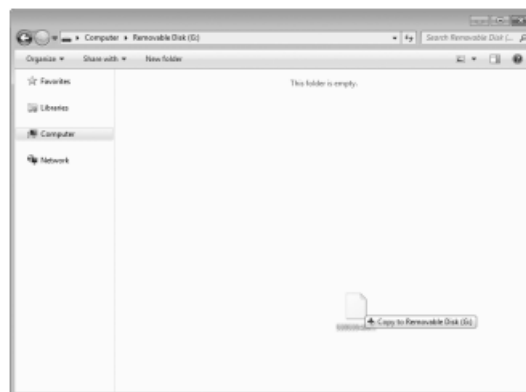 Computer ▸ Removable Disk (G:)
Search Removable Disk (...
Organize ▾ Share with ▾ New folder
Favorites
This folder is empty.
Libraries
Computer
Network
Copy to Removable Disk (G:)